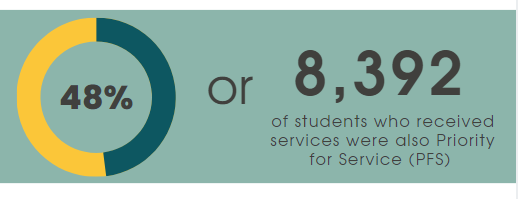 48%
or
8,392
of students who received
services were also Priority
for Service (PFS)